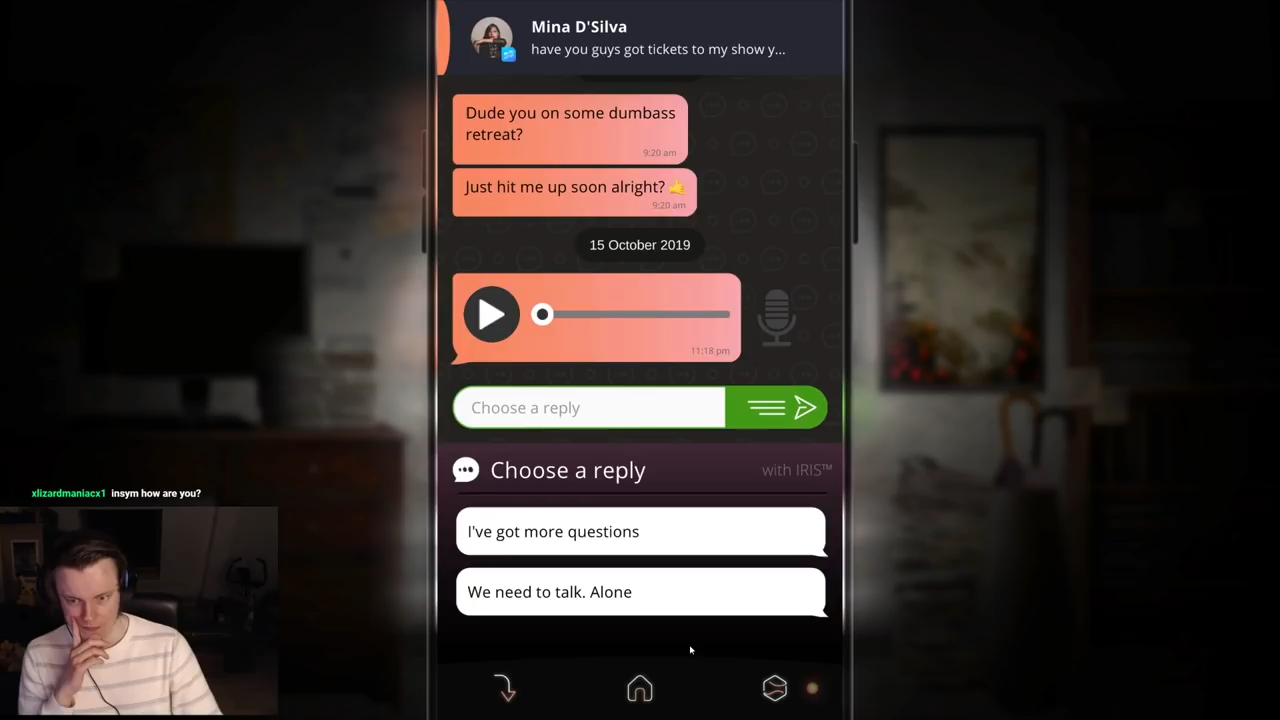 Mina D'Silva
have you guys got tickets to my show y...
Dude you on some dumbass
retreat?
9:20 am
Just hit me up soon alright? 🤙
9:20 am
15 October 2019
11:18 pm
Choose a reply
Choose a reply
with IRIS™
I've got more questions
We need to talk. Alone
xlizardmaniacx1 insym how are you?